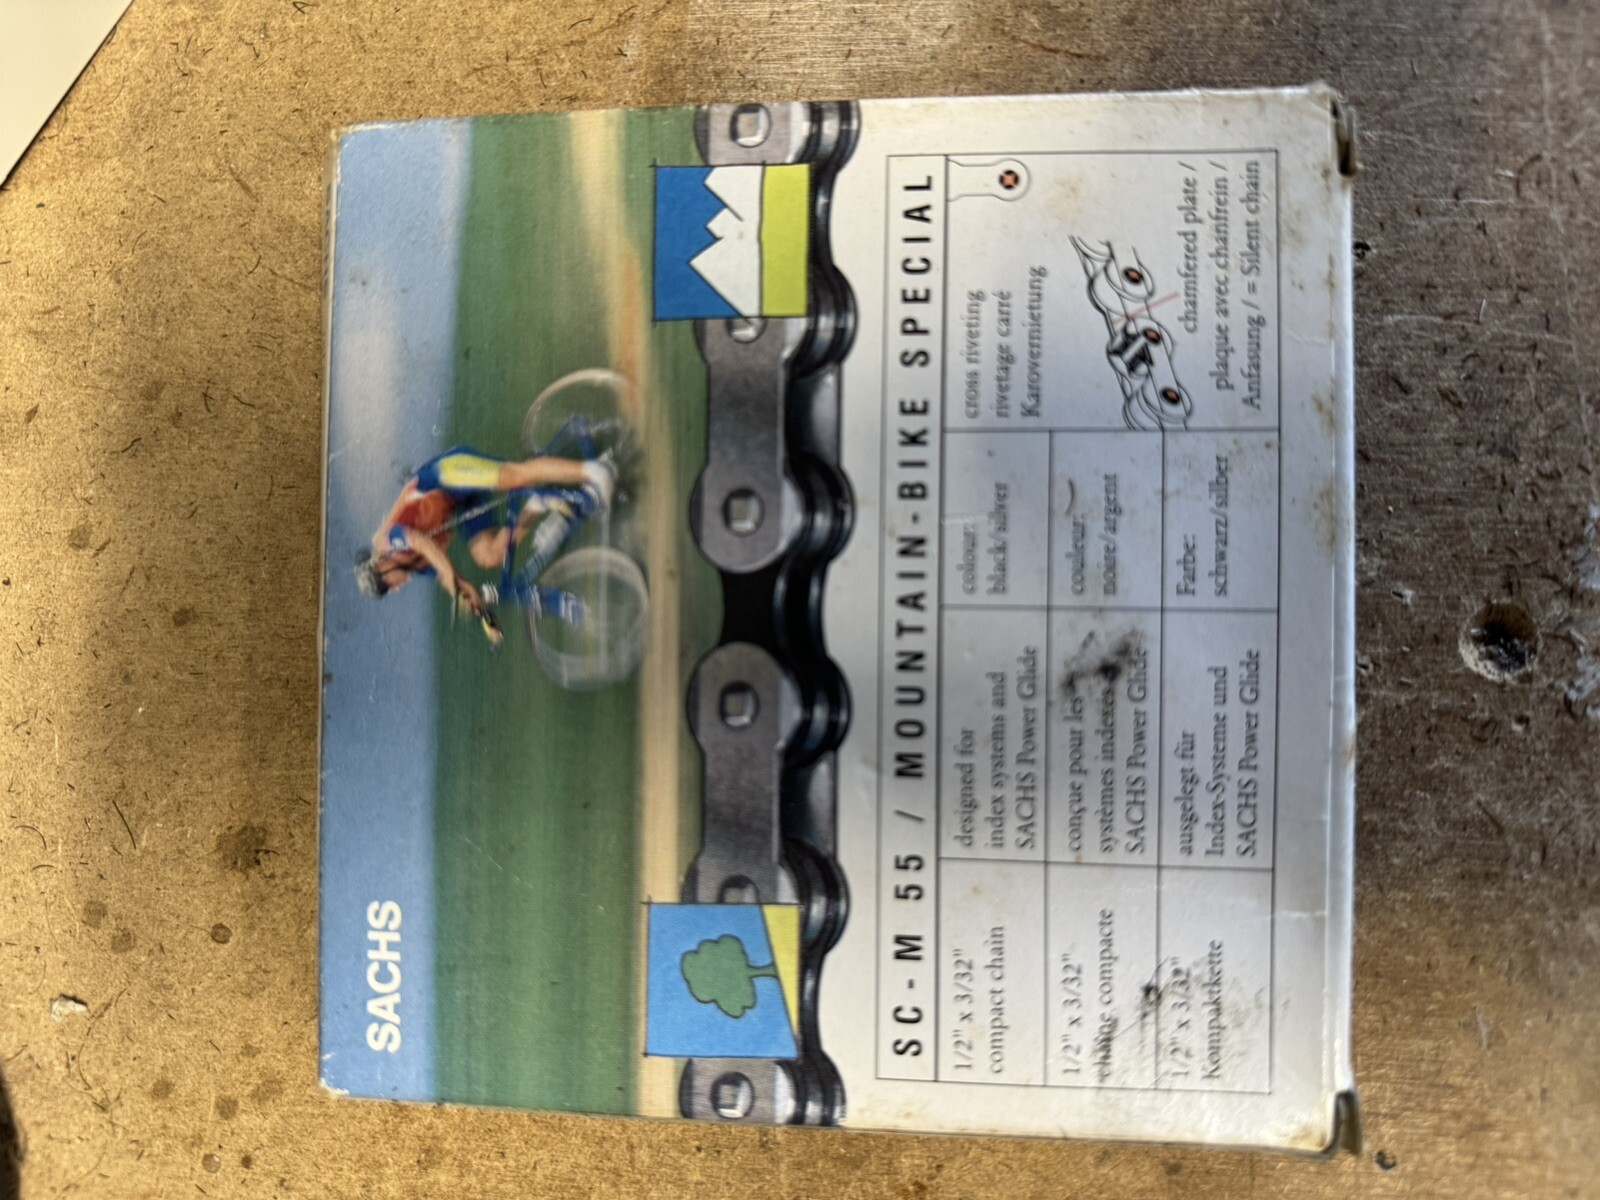 SACHS
SC-M 55 / MOUNTAIN-BIKE SPECIAL
1/2" x 3/32"
compact chain
designed for
index systems and
SACHS Power Glide
colour:
black/silver
cross riveting
rivetage carré
Karovernietung
1/2" x 3/32"
chaîne compacte
conçue pour les
systèmes indexés
SACHS Power Glide
couleur:
noire/argent
1/2" x 3/32"
Kompaktkette
ausgelegt für
Index-Systeme und
SACHS Power Glide
Farbe:
schwarz/silber
chamfered plate /
plaque avec chanfrein /
Anfasung / = Silent chain